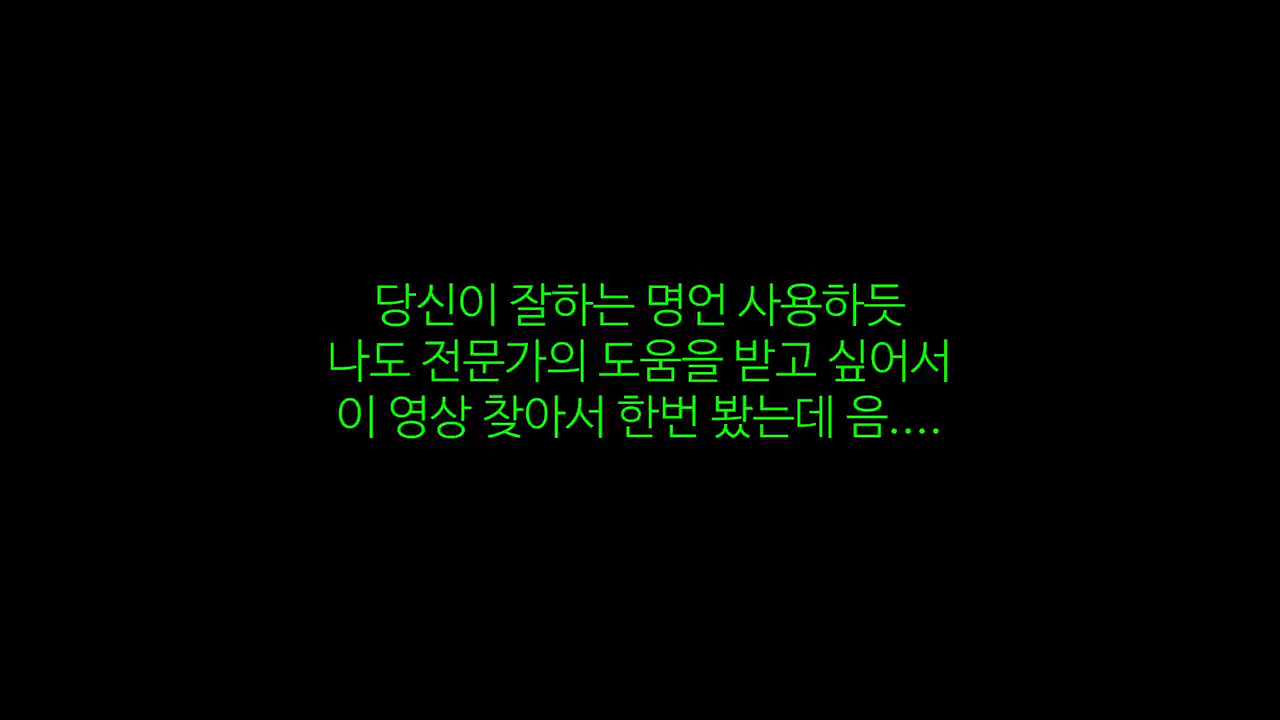 당신이 잘하는 명언 사용하듯
나도 전문가의 도움을 받고 싶어서
이 영상 찾아서 한번 봤는데 음....